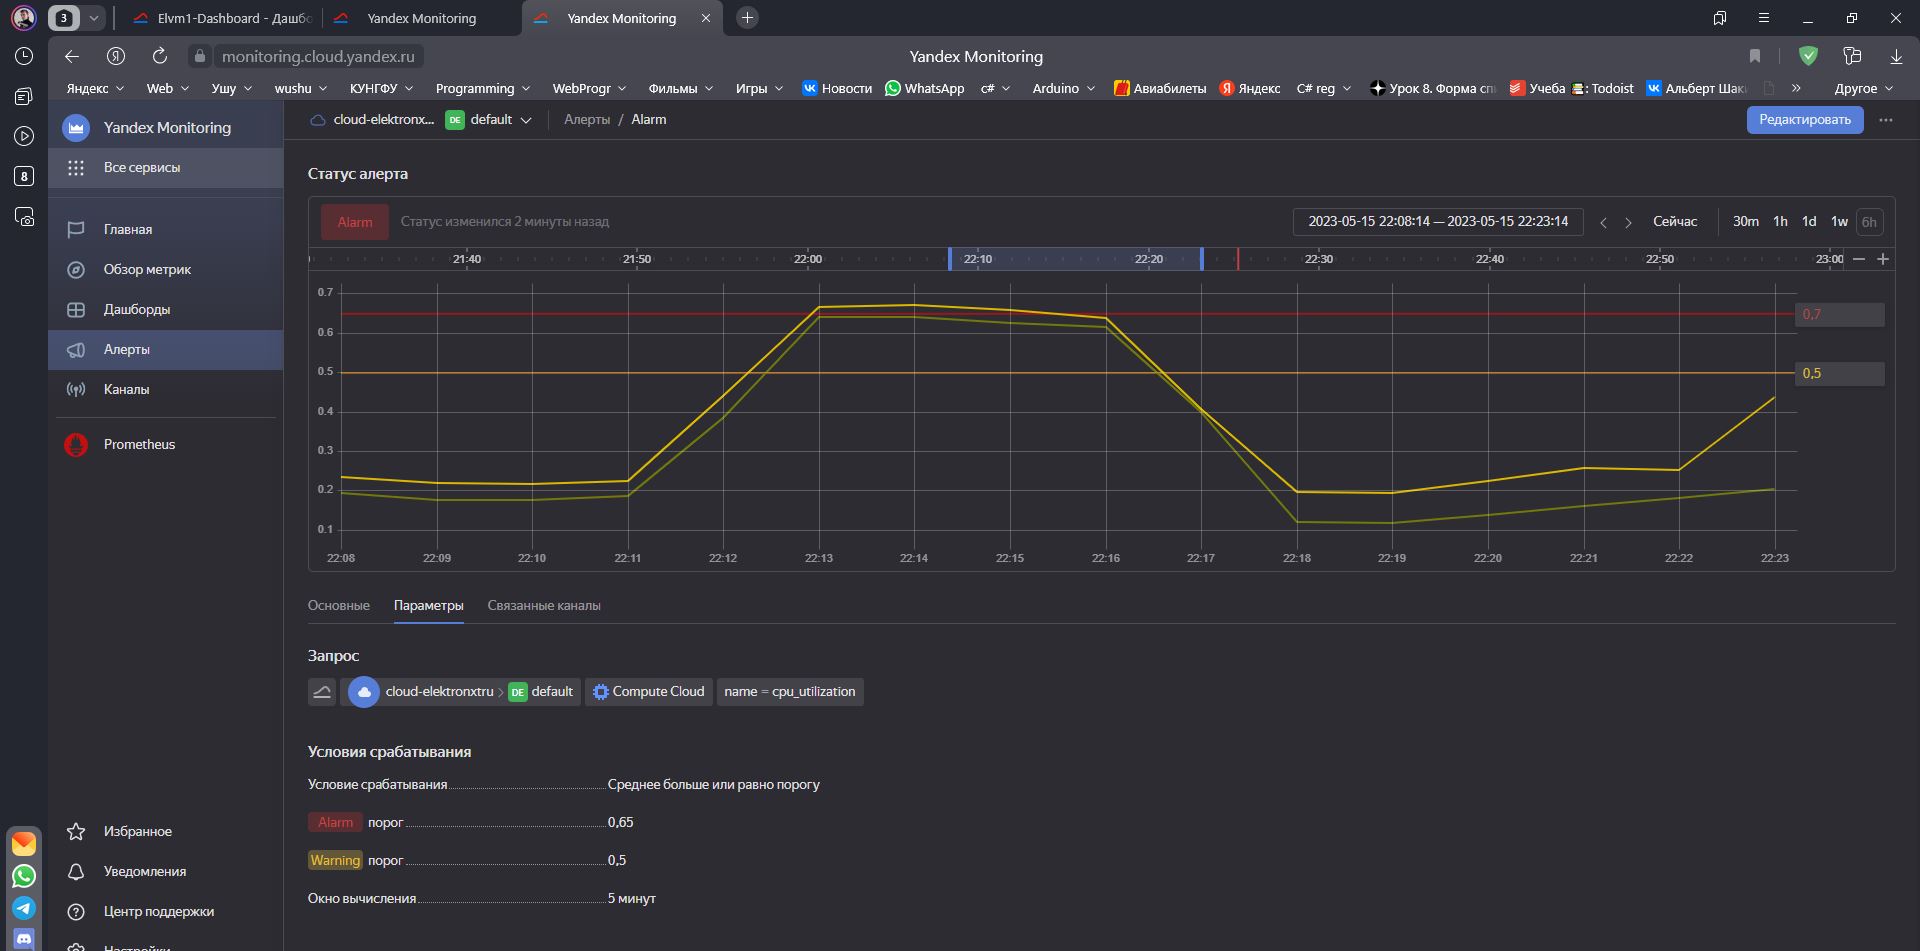 3
Elvm1-Dashboard - Дашбо
Yandex Monitoring
Yandex Monitoring
monitoring.cloud.yandex.ru
Yandex Monitoring
Яндекс Web Ушу wushu КУНГФУ Programming WebProgr Фильмы Игры Новости WhatsApp c# Arduino Авиабилеты Яндекс C# reg Урок 8. Форма Учеба Todoist Альберт Шак » Другое
8
Yandex Monitoring
Все сервисы
Главная
Обзор метрик
Дашборды
Алерты
Каналы
Prometheus
Избранное
Уведомления
Центр поддержки
Настройки
cloud-elektronx... DE default Алерты / Alarm
Редактировать
Статус алерта
Alarm Статус изменился 2 минуты назад
2023-05-15 22:08:14 — 2023-05-15 22:23:14 Сейчас 30m 1h 1d 1w 6h
21:40 21:50 22:00 22:10 22:20 22:30 22:40 22:50 23:00
0.7
0,7
0.6
0.5
0,5
0.4
0.3
0.2
0.1
22:08 22:09 22:10 22:11 22:12 22:13 22:14 22:15 22:16 22:17 22:18 22:19 22:20 22:21 22:22 22:23
Основные Параметры Связанные каналы
Запрос
cloud-elektronxtru DE default Compute Cloud name = cpu_utilization
Условия срабатывания
Условие срабатывания Среднее больше или равно порогу
Alarm порог 0,65
Warning порог 0,5
Окно вычисления 5 минут